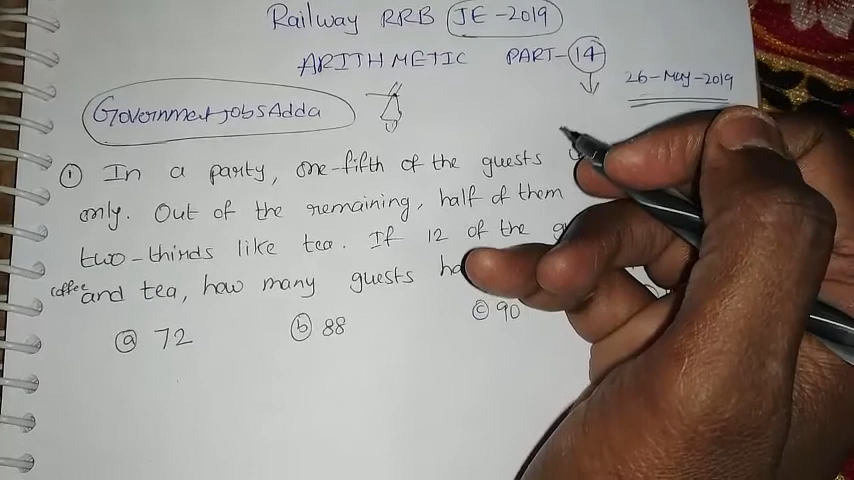 Railway RRB JE-2019
ARITHMETIC PART-14
26-May-2019
GovernmentJobsAdda
① In a party, one-fifth of the guests
only. Out of the remaining, half of them
two-thirds like tea. If 12 of the
coffee and tea, how many guests
ⓐ 72 ⓑ 88 ⓒ 90